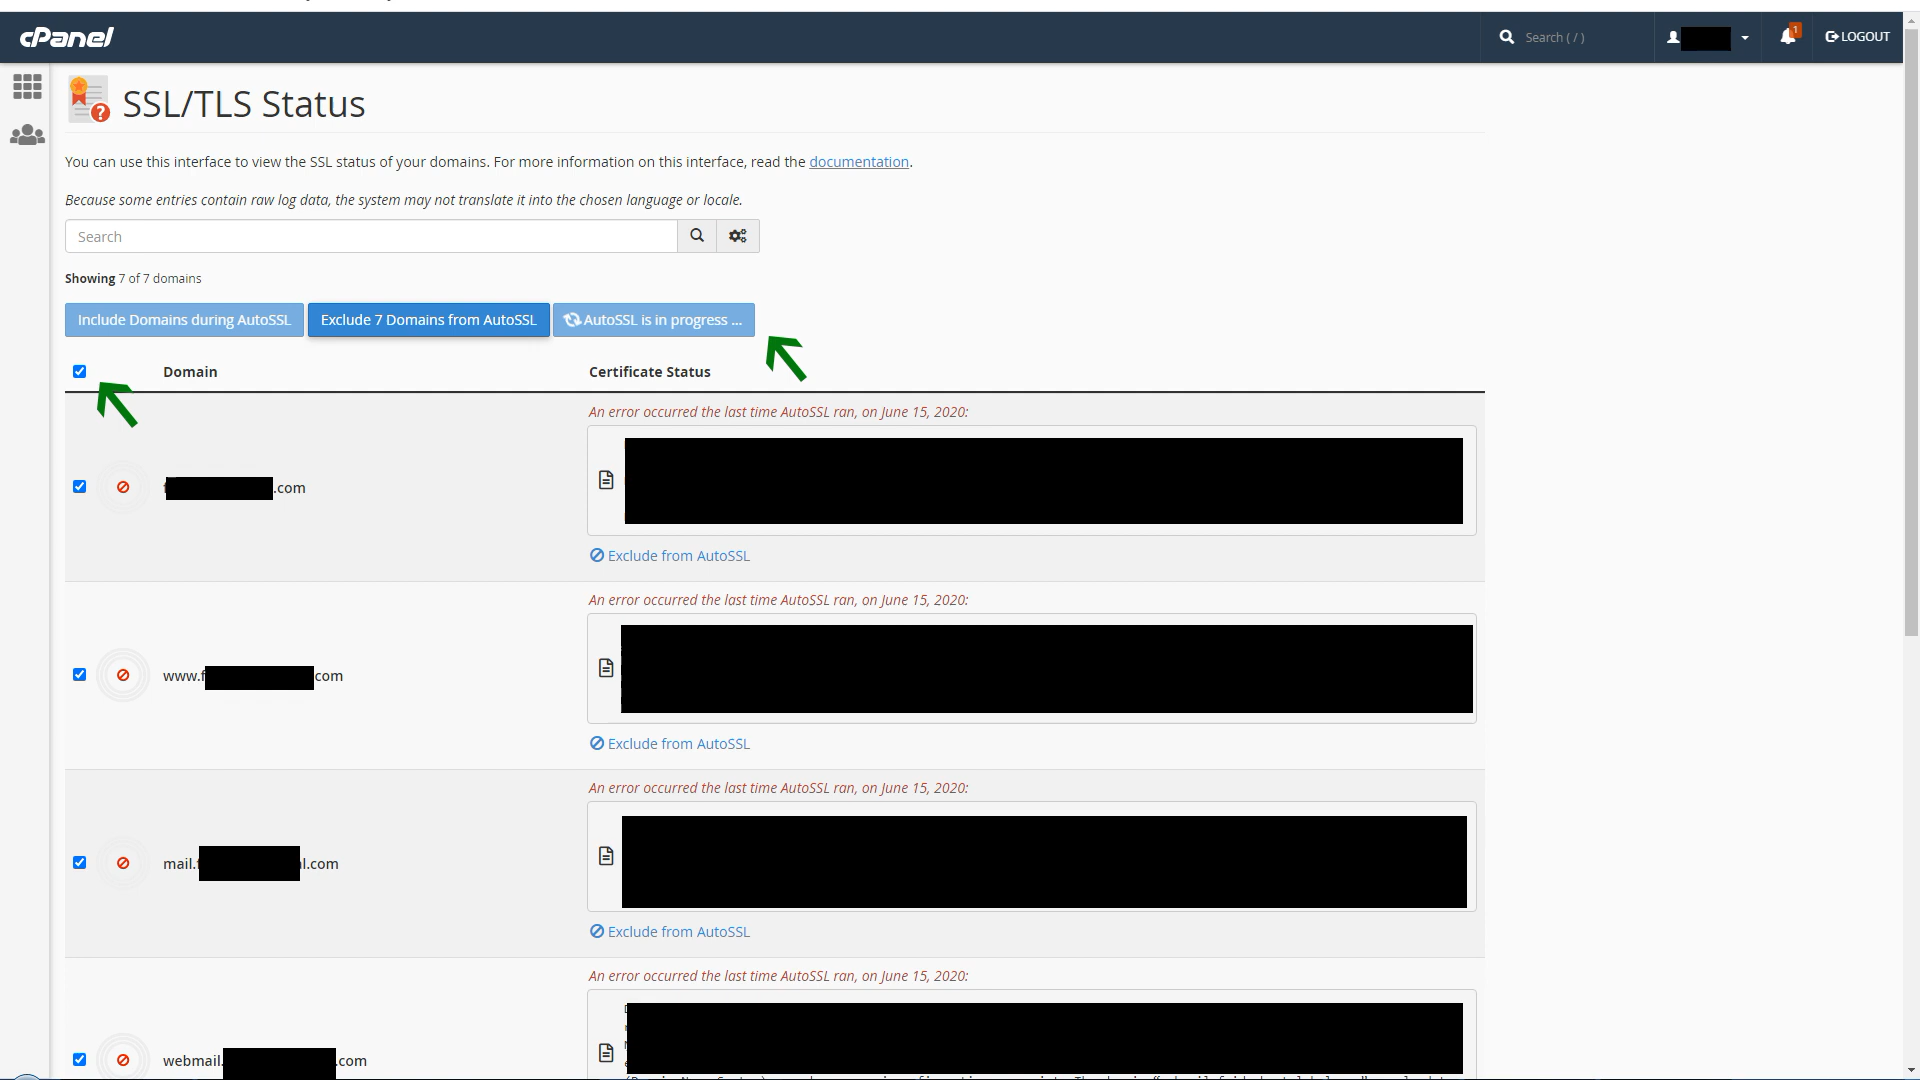 cPanel
Search ( / )
1
LOGOUT
SSL/TLS Status
You can use this interface to view the SSL status of your domains. For more information on this interface, read the documentation.
Because some entries contain raw log data, the system may not translate it into the chosen language or locale.
Search
Showing 7 of 7 domains
Include Domains during AutoSSL
Exclude 7 Domains from AutoSSL
AutoSSL is in progress ...
Domain
Certificate Status
An error occurred the last time AutoSSL ran, on June 15, 2020:
.com
Exclude from AutoSSL
An error occurred the last time AutoSSL ran, on June 15, 2020:
www.f com
Exclude from AutoSSL
An error occurred the last time AutoSSL ran, on June 15, 2020:
mail. l.com
Exclude from AutoSSL
An error occurred the last time AutoSSL ran, on June 15, 2020:
webmail. .com